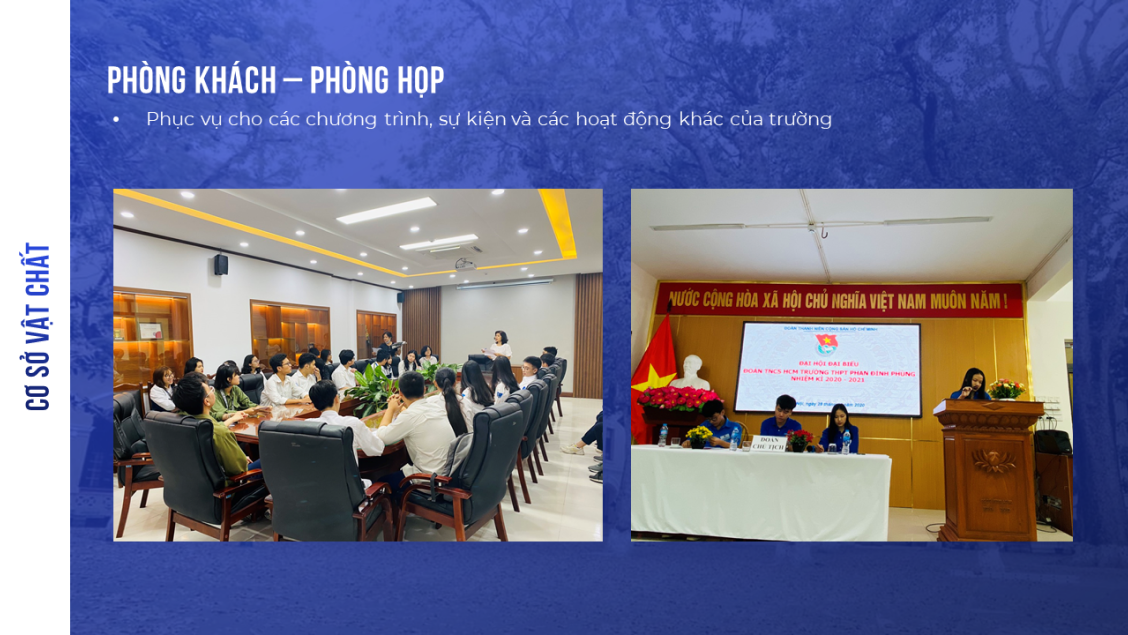 CƠ SỞ VẬT CHẤT
PHÒNG KHÁCH – PHÒNG HỌP
• Phục vụ cho các chương trình, sự kiện và các hoạt động khác của trường
NƯỚC CỘNG HÒA XÃ HỘI CHỦ NGHĨA VIỆT NAM MUÔN NĂM !
ĐOÀN THANH NIÊN CỘNG SẢN HỒ CHÍ MINH
ĐẠI HỘI ĐẠI BIỂU
ĐOÀN TNCS HCM TRƯỜNG THPT PHAN ĐÌNH PHÙNG
NHIỆM KÌ 2020 - 2021
ĐOÀN
CHỦ TỊCH